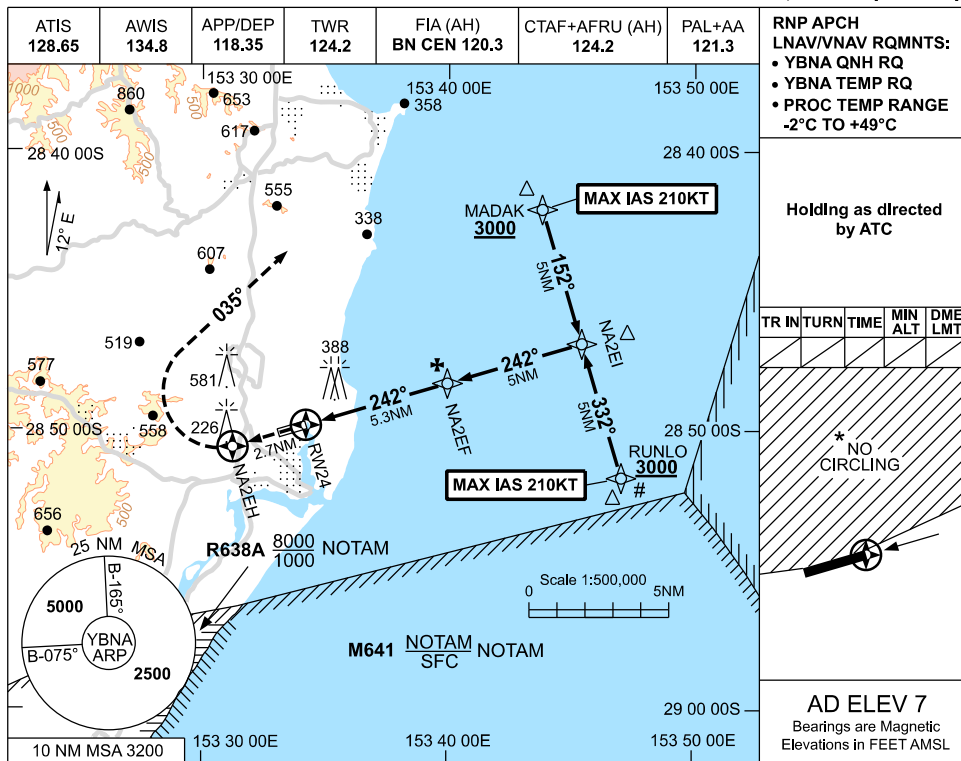 ATIS
128.65
AWIS
134.8
APP/DEP
118.35
TWR
124.2
FIA (AH)
BN CEN 120.3
CTAF+AFRU (AH)
124.2
PAL+AA
121.3
RNP APCH
LNAV/VNAV RQMNTS:
• YBNA QNH RQ
• YBNA TEMP RQ
• PROC TEMP RANGE
-2°C TO +49°C
Holding as directed
by ATC
TR IN
TURN
TIME
MIN
ALT
DME
LMT
*NO
CIRCLING
AD ELEV 7
Bearings are Magnetic
Elevations in FEET AMSL
153 30 00E
153 40 00E
153 50 00E
1000
860
653
500
617
500
358
28 40 00S
28 40 00S
12° E
555
338
607
035°
MADAK
3000
MAX IAS 210KT
152°
5NM
519
577
581
388
NA2EI
242°
5NM
NA2EF
242°
5.3NM
332°
5NM
558
226
28 50 00S
28 50 00S
2.7NM
RW24
NA2EH
RUNLO
3000
#
MAX IAS 210KT
656
500
R638A 8000
1000 NOTAM
25 NM MSA
B-165°
5000
YBNA
ARP
B-075°
2500
Scale 1:500,000
0
5NM
M641 NOTAM
SFC NOTAM
29 00 00S
10 NM MSA 3200
153 30 00E
153 40 00E
153 50 00E